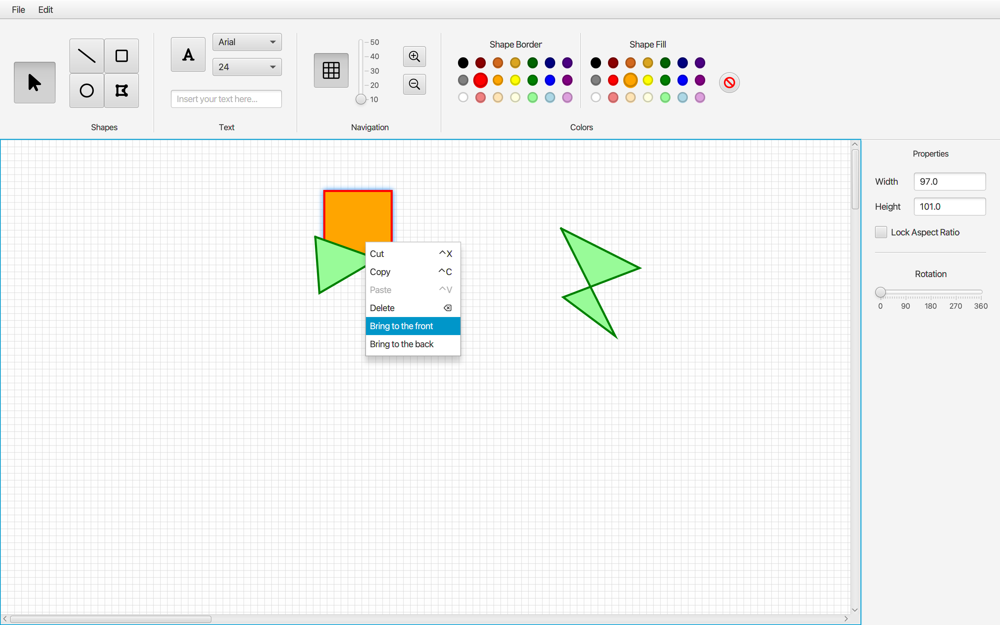 File Edit
A
Arial
24
Insert your text here...
50
40
30
20
10
Shape Border
Shape Fill
Shapes
Text
Navigation
Colors
Properties
Width 97.0
Height 101.0
Lock Aspect Ratio
Rotation
0 90 180 270 360
Cut ^X
Copy ^C
Paste ^V
Delete
Bring to the front
Bring to the back